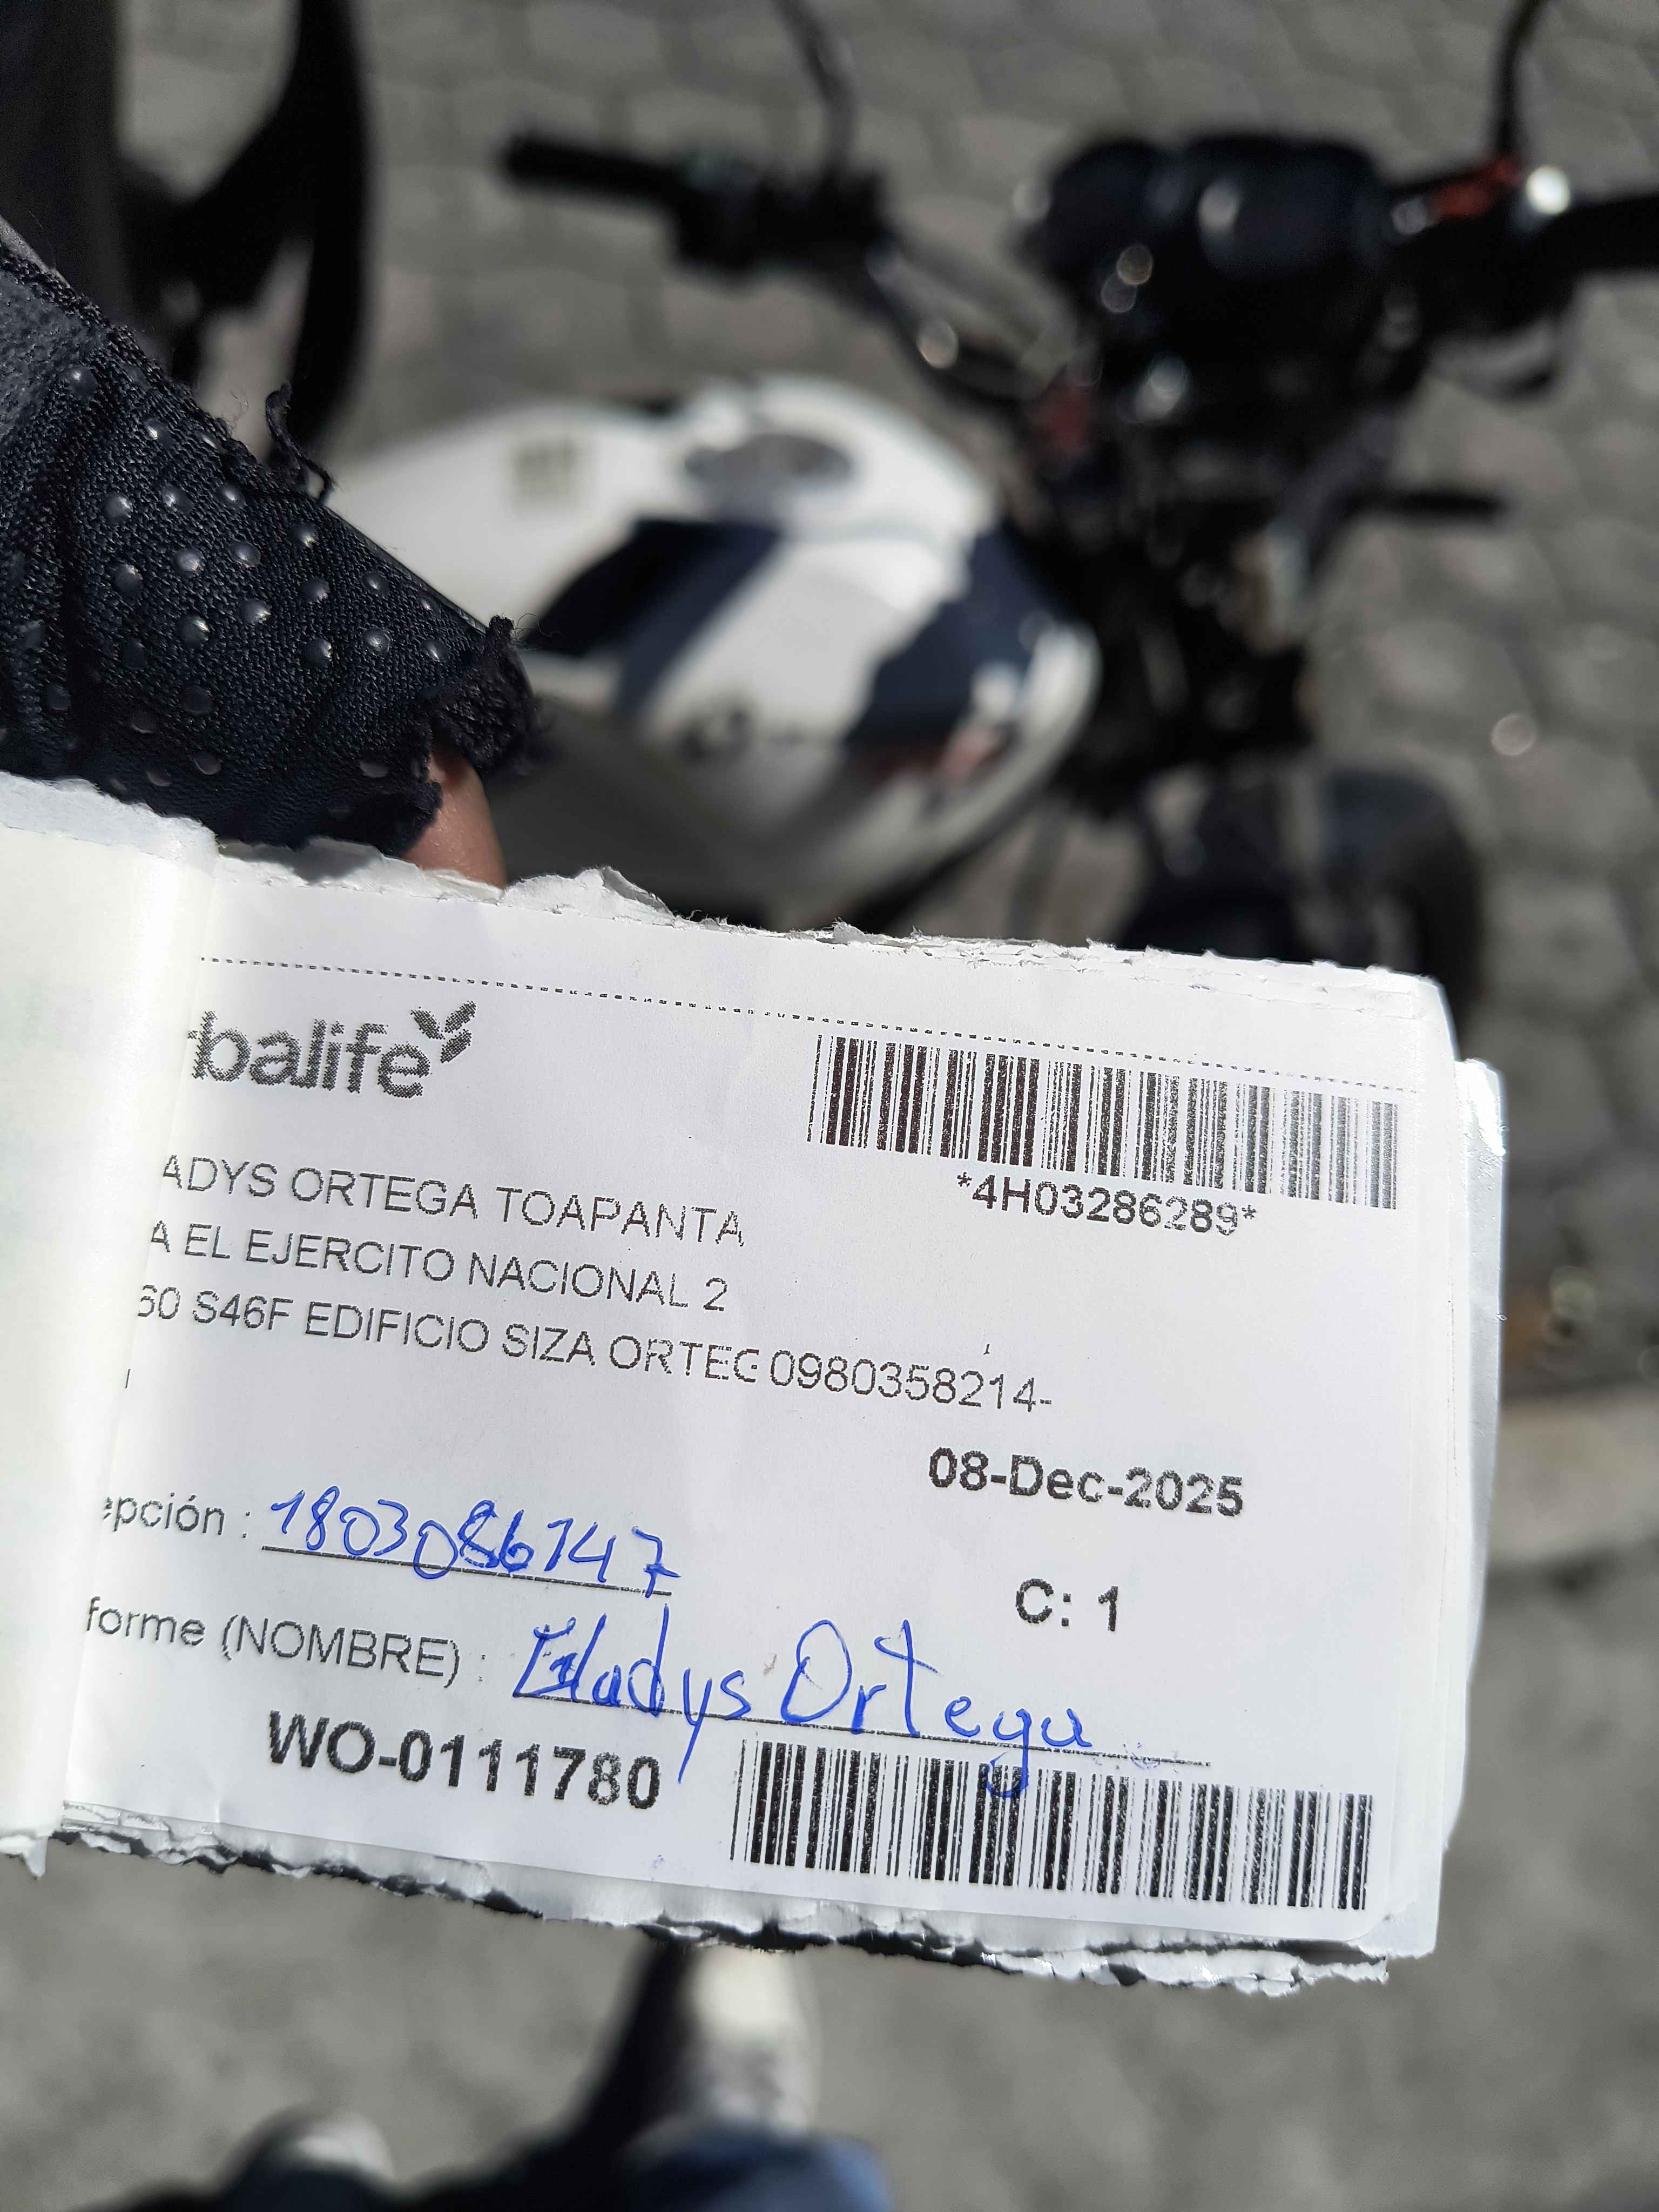 balife
*4H03286289*
ADYS ORTEGA TOAPANTA
A EL EJERCITO NACIONAL 2
60 S46F EDIFICIO SIZA ORTEG 0980358214-
08-Dec-2025
epción : 1803086747
C: 1
forme (NOMBRE) : Gladys Ortega
WO-0111780